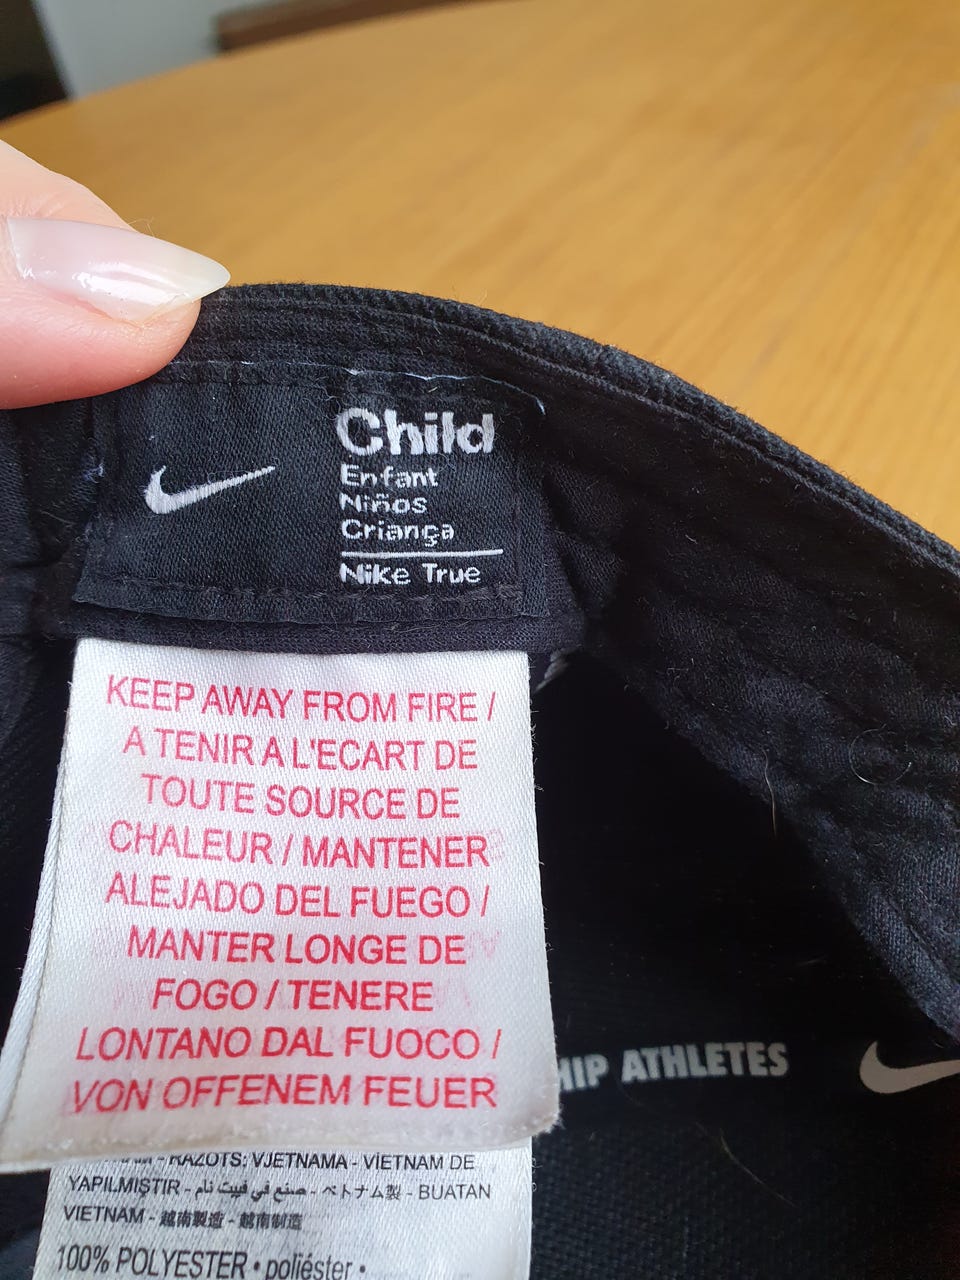 Child
Enfant
Niños
Criança
Nike True
KEEP AWAY FROM FIRE /
A TENIR A L'ECART DE
TOUTE SOURCE DE
CHALEUR / MANTENER
ALEJADO DEL FUEGO /
MANTER LONGE DE
FOGO / TENERE
LONTANO DAL FUOCO /
VON OFFENEM FEUER
HIP ATHLETES
- RAŽOTS: VJETNAMA - VİETNAM DE
YAPILMIŞTIR - صنع في فييت نام - ベトナム製 - BUATAN
VIETNAM - 越南製造 - 越南制造
100% POLYESTER • poliéster •